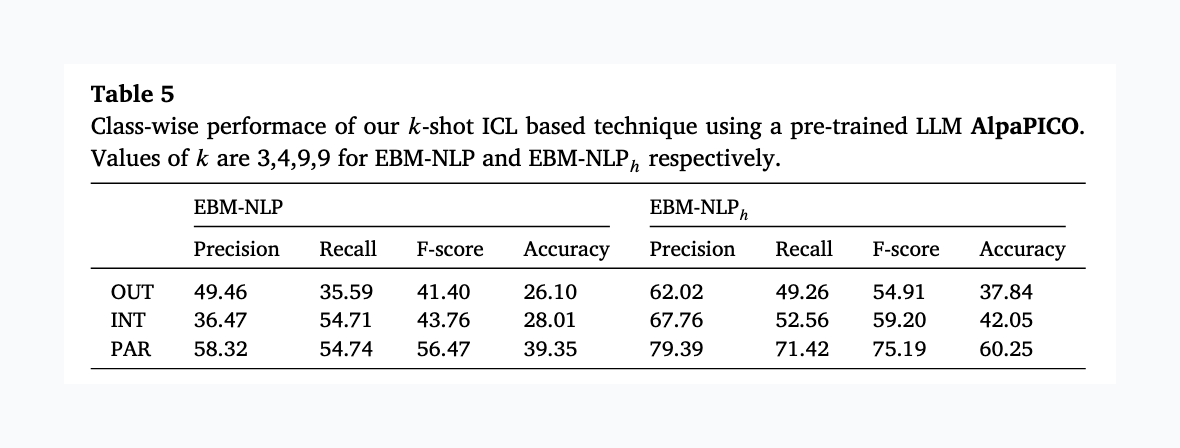 Table 5
Class-wise performace of our k-shot ICL based technique using a pre-trained LLM AlpaPICO.
Values of k are 3,4,9,9 for EBM-NLP and EBM-NLPh respectively.
EBM-NLP EBM-NLPh
Precision Recall F-score Accuracy Precision Recall F-score Accuracy
OUT 49.46 35.59 41.40 26.10 62.02 49.26 54.91 37.84
INT 36.47 54.71 43.76 28.01 67.76 52.56 59.20 42.05
PAR 58.32 54.74 56.47 39.35 79.39 71.42 75.19 60.25